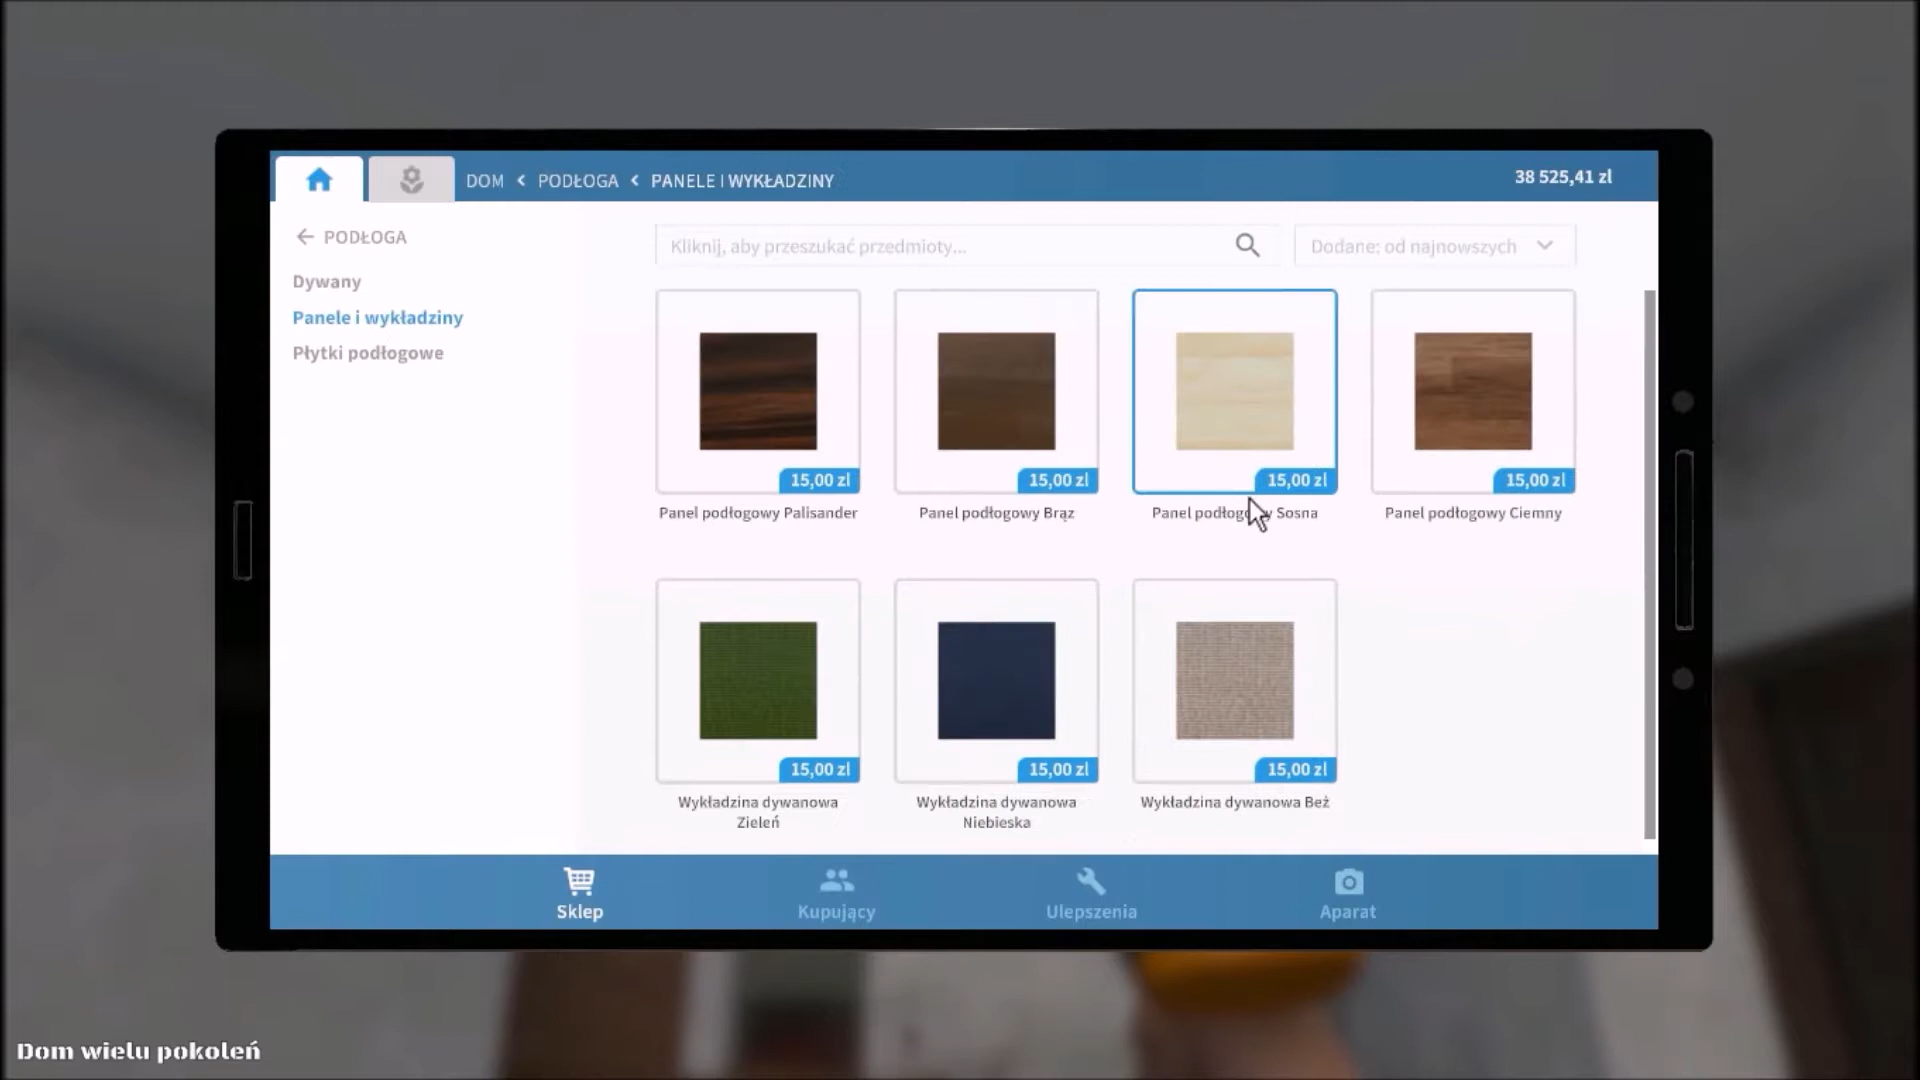 DOM < PODŁOGA < PANELE I WYKŁADZINY
38 525,41 zl
← PODŁOGA
Dywany
Panele i wykładziny
Płytki podłogowe
Kliknij, aby przeszukać przedmioty...
Dodane: od najnowszych
15,00 zl
15,00 zl
15,00 zl
15,00 zl
Panel podłogowy Palisander
Panel podłogowy Brąz
Panel podłogowy Sosna
Panel podłogowy Ciemny
15,00 zl
15,00 zl
15,00 zl
Wykładzina dywanowa
Zieleń
Wykładzina dywanowa
Niebieska
Wykładzina dywanowa Beż
Sklep
Kupujący
Ulepszenia
Aparat
Dom wielu pokoleń